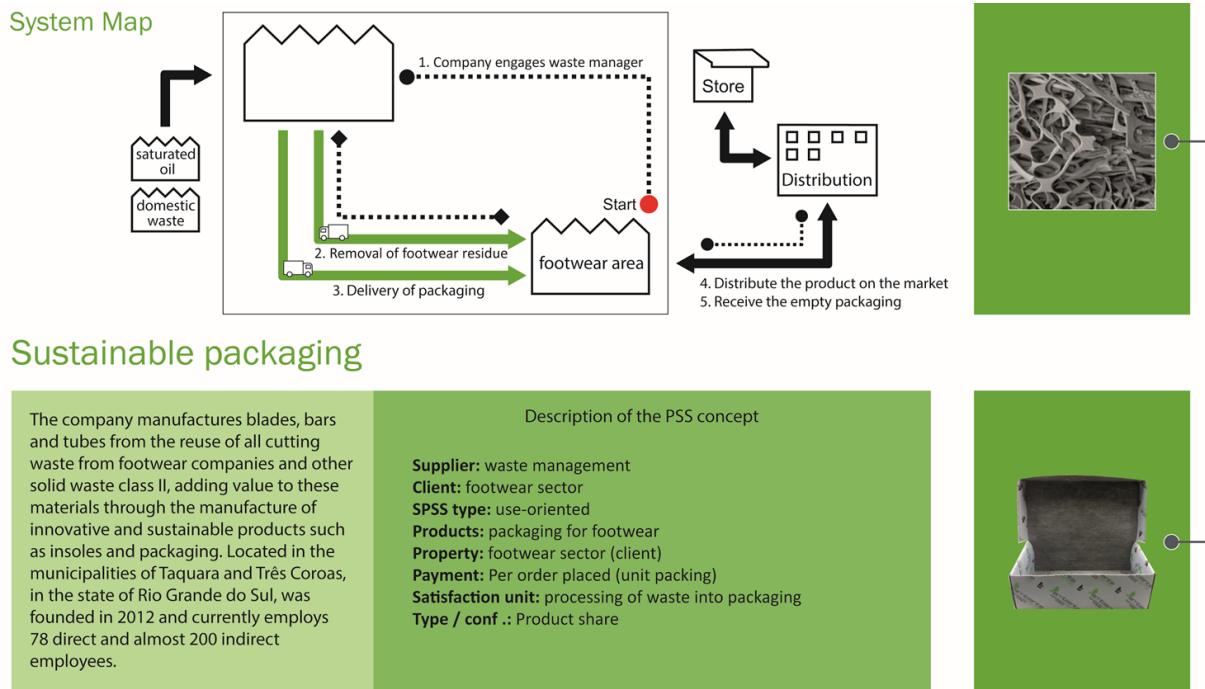 System Map
1. Company engages waste manager
Store
saturated
oil
domestic
waste
Distribution
Start
2. Removal of footwear residue
footwear area
3. Delivery of packaging
4. Distribute the product on the market
5. Receive the empty packaging
Sustainable packaging
The company manufactures blades, bars
and tubes from the reuse of all cutting
waste from footwear companies and other
solid waste class II, adding value to these
materials through the manufacture of
innovative and sustainable products such
as insoles and packaging. Located in the
municipalities of Taquara and Três Coroas,
in the state of Rio Grande do Sul, was
founded in 2012 and currently employs
78 direct and almost 200 indirect
employees.
Description of the PSS concept
Supplier: waste management
Client: footwear sector
SPSS type: use-oriented
Products: packaging for footwear
Property: footwear sector (client)
Payment: Per order placed (unit packing)
Satisfaction unit: processing of waste into packaging
Type / conf .: Product share